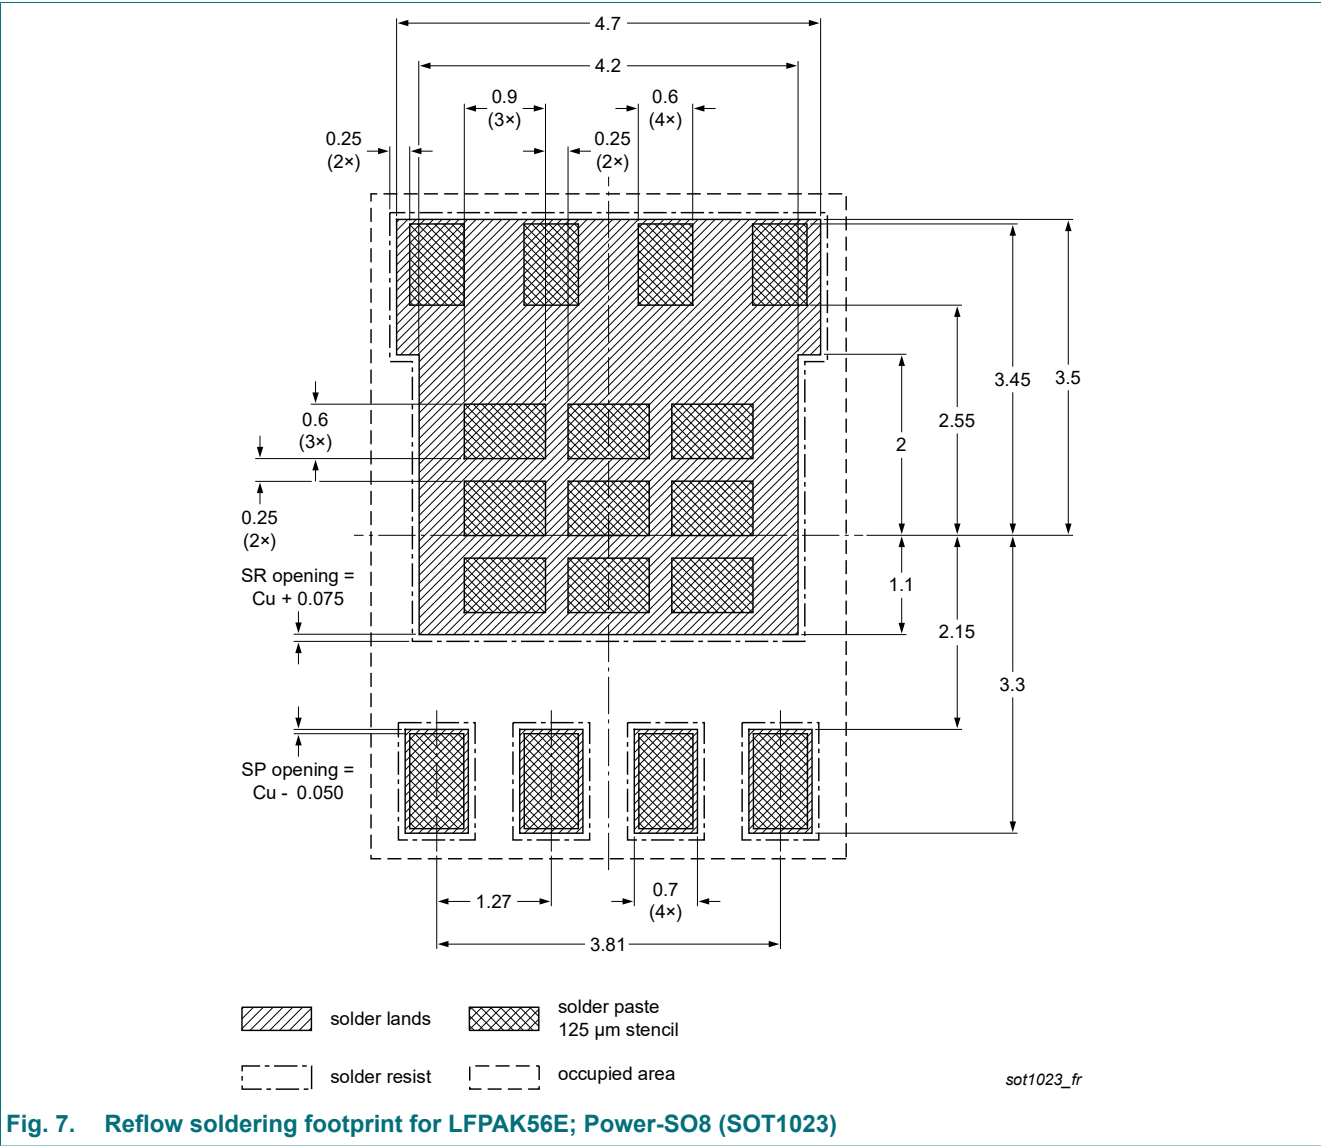 4.7
4.2
0.9
(3×)
0.6
(4×)
0.25
(2×)
0.25
(2×)
3.45
3.5
2.55
2
0.6
(3×)
0.25
(2×)
SR opening =
Cu + 0.075
1.1
2.15
3.3
SP opening =
Cu - 0.050
1.27
0.7
(4×)
3.81
solder lands
solder paste
125 µm stencil
solder resist
occupied area
sot1023_fr
Fig. 7. Reflow soldering footprint for LFPAK56E; Power-SO8 (SOT1023)